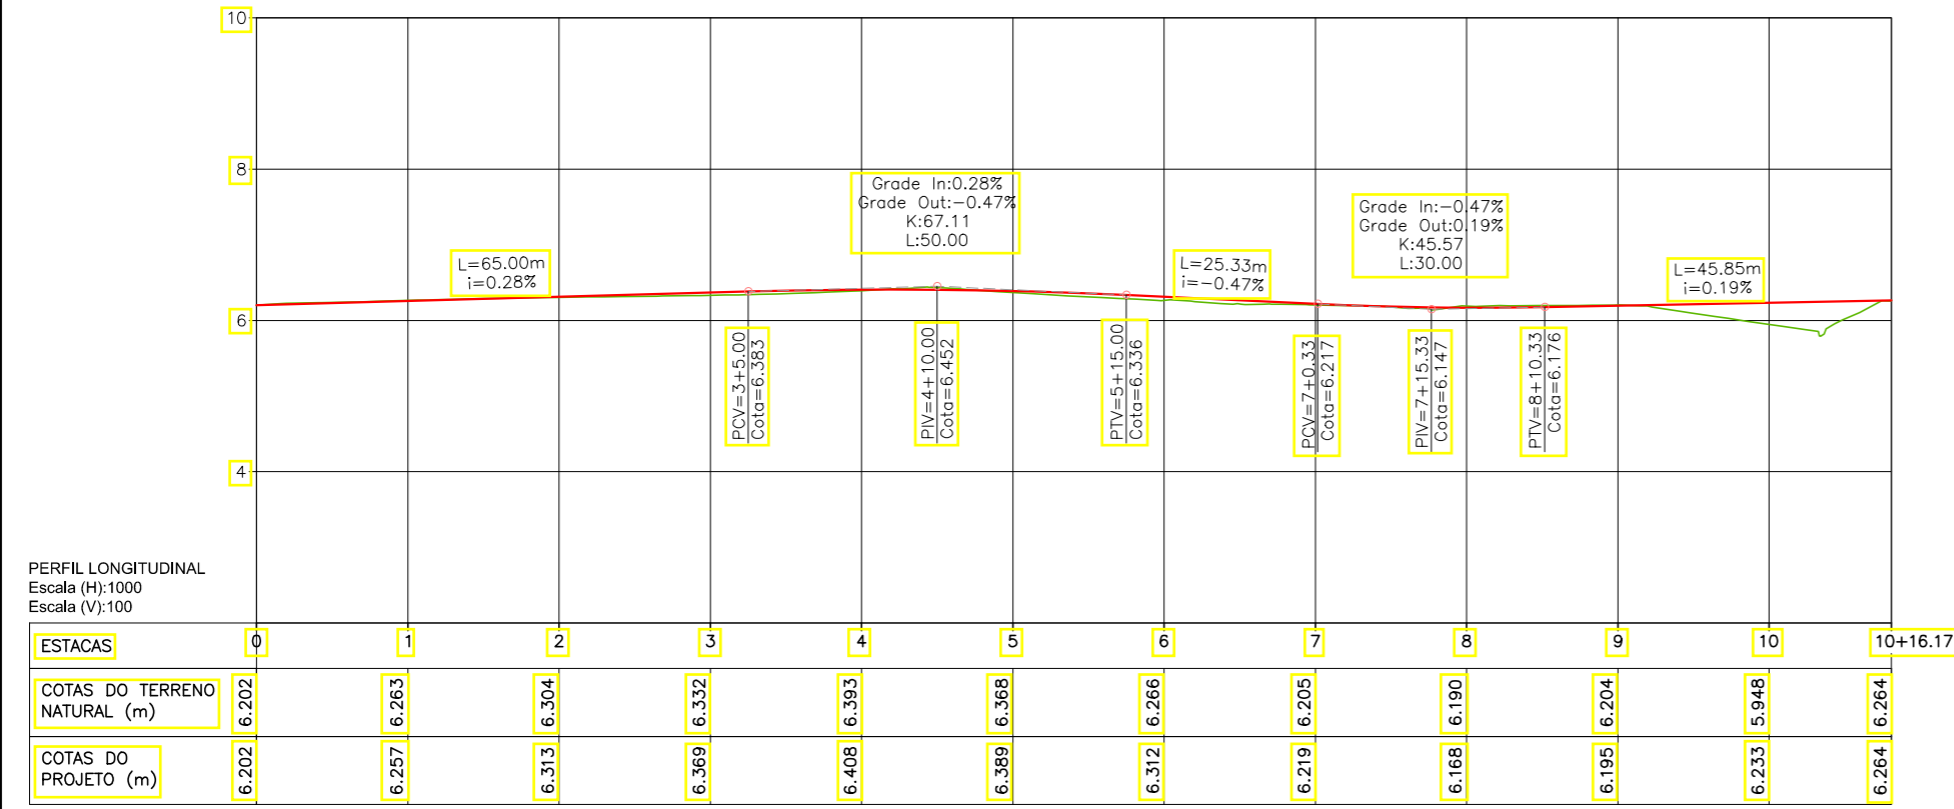 10
8
6
4
Grade In:0.28%
Grade Out:-0.47%
K:67.11
L:50.00
Grade In:-0.47%
Grade Out:0.19%
K:45.57
L:30.00
L=65.00m
i=0.28%
L=25.33m
i=-0.47%
L=45.85m
i=0.19%
PCV=3+5.00
Cota=6.383
PIV=4+10.00
Cota=6.452
PTV=5+15.00
Cota=6.336
PCV=7+0.33
Cota=6.217
PIV=7+15.33
Cota=6.147
PTV=8+10.33
Cota=6.176
PERFIL LONGITUDINAL
Escala (H):1000
Escala (V):100
ESTACAS 0 1 2 3 4 5 6 7 8 9 10 10+16.17
COTAS DO TERRENO
NATURAL (m)
6.202 6.263 6.304 6.332 6.393 6.368 6.266 6.205 6.190 6.204 5.948 6.264
COTAS DO
PROJETO (m)
6.202 6.257 6.313 6.369 6.408 6.389 6.312 6.219 6.168 6.195 6.233 6.264